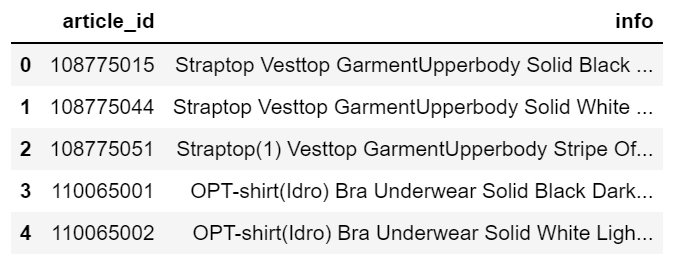 article_id info
0 108775015 Straptop Vesttop GarmentUpperbody Solid Black ...
1 108775044 Straptop Vesttop GarmentUpperbody Solid White ...
2 108775051 Straptop(1) Vesttop GarmentUpperbody Stripe Of...
3 110065001 OPT-shirt(Idro) Bra Underwear Solid Black Dark...
4 110065002 OPT-shirt(Idro) Bra Underwear Solid White Ligh...